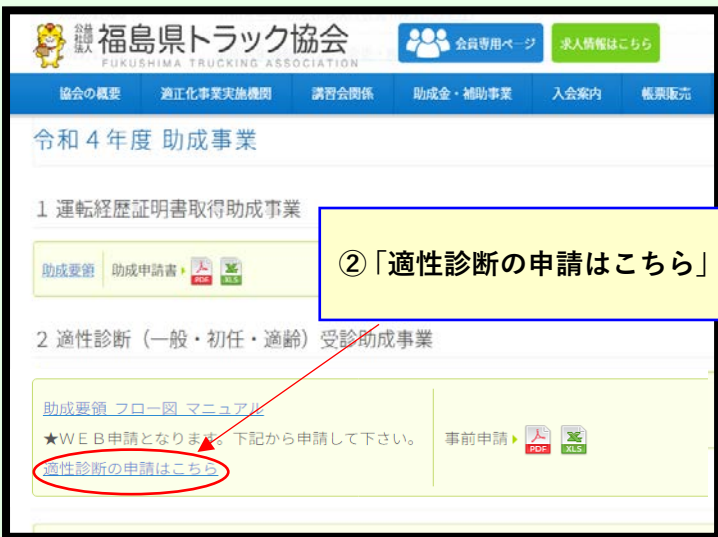 公益社団法人 福島県トラック協会
FUKUSHIMA TRUCKING ASSOCIATION
会員専用ページ
求人情報はこちら
協会の概要 適正化事業実施機関 講習会関係 助成金・補助事業 入会案内 帳票販売
令和４年度 助成事業
1 運転経歴証明書取得助成事業
助成要領 助成申請書 PDF XLS
②「適性診断の申請はこちら」
2 適性診断（一般・初任・適齢）受診助成事業
助成要領 フロー図 マニュアル
★ＷＥＢ申請となります。下記から申請して下さい。 事前申請 PDF XLS
適性診断の申請はこちら